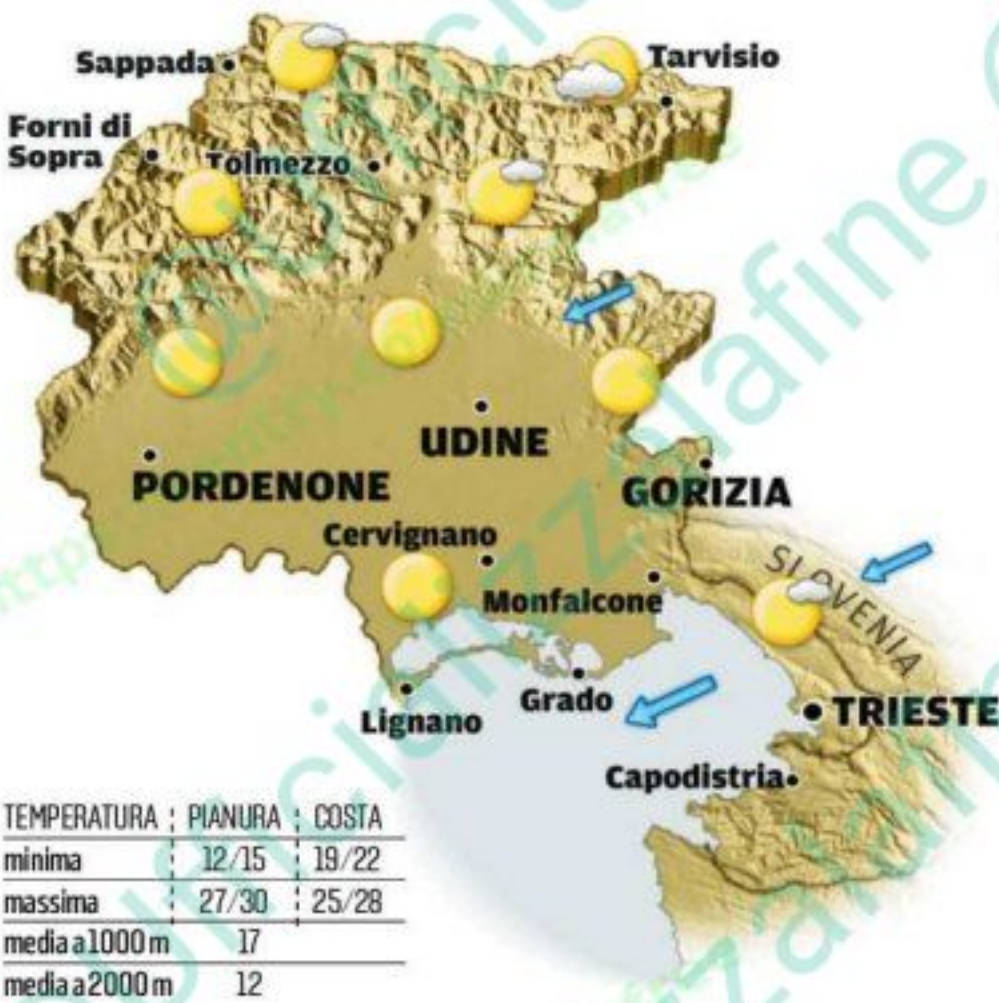 Sappada
Tarvisio
Forni di
Sopra
Tolmezzo
UDINE
PORDENONE
GORIZIA
Cervignano
Monfalcone
SLOVENIA
Grado
Lignano
TRIESTE
Capodistria
TEMPERATURA PIANURA COSTA
minima 12/15 19/22
massima 27/30 25/28
media a 1000 m 17
media a 2000 m 12